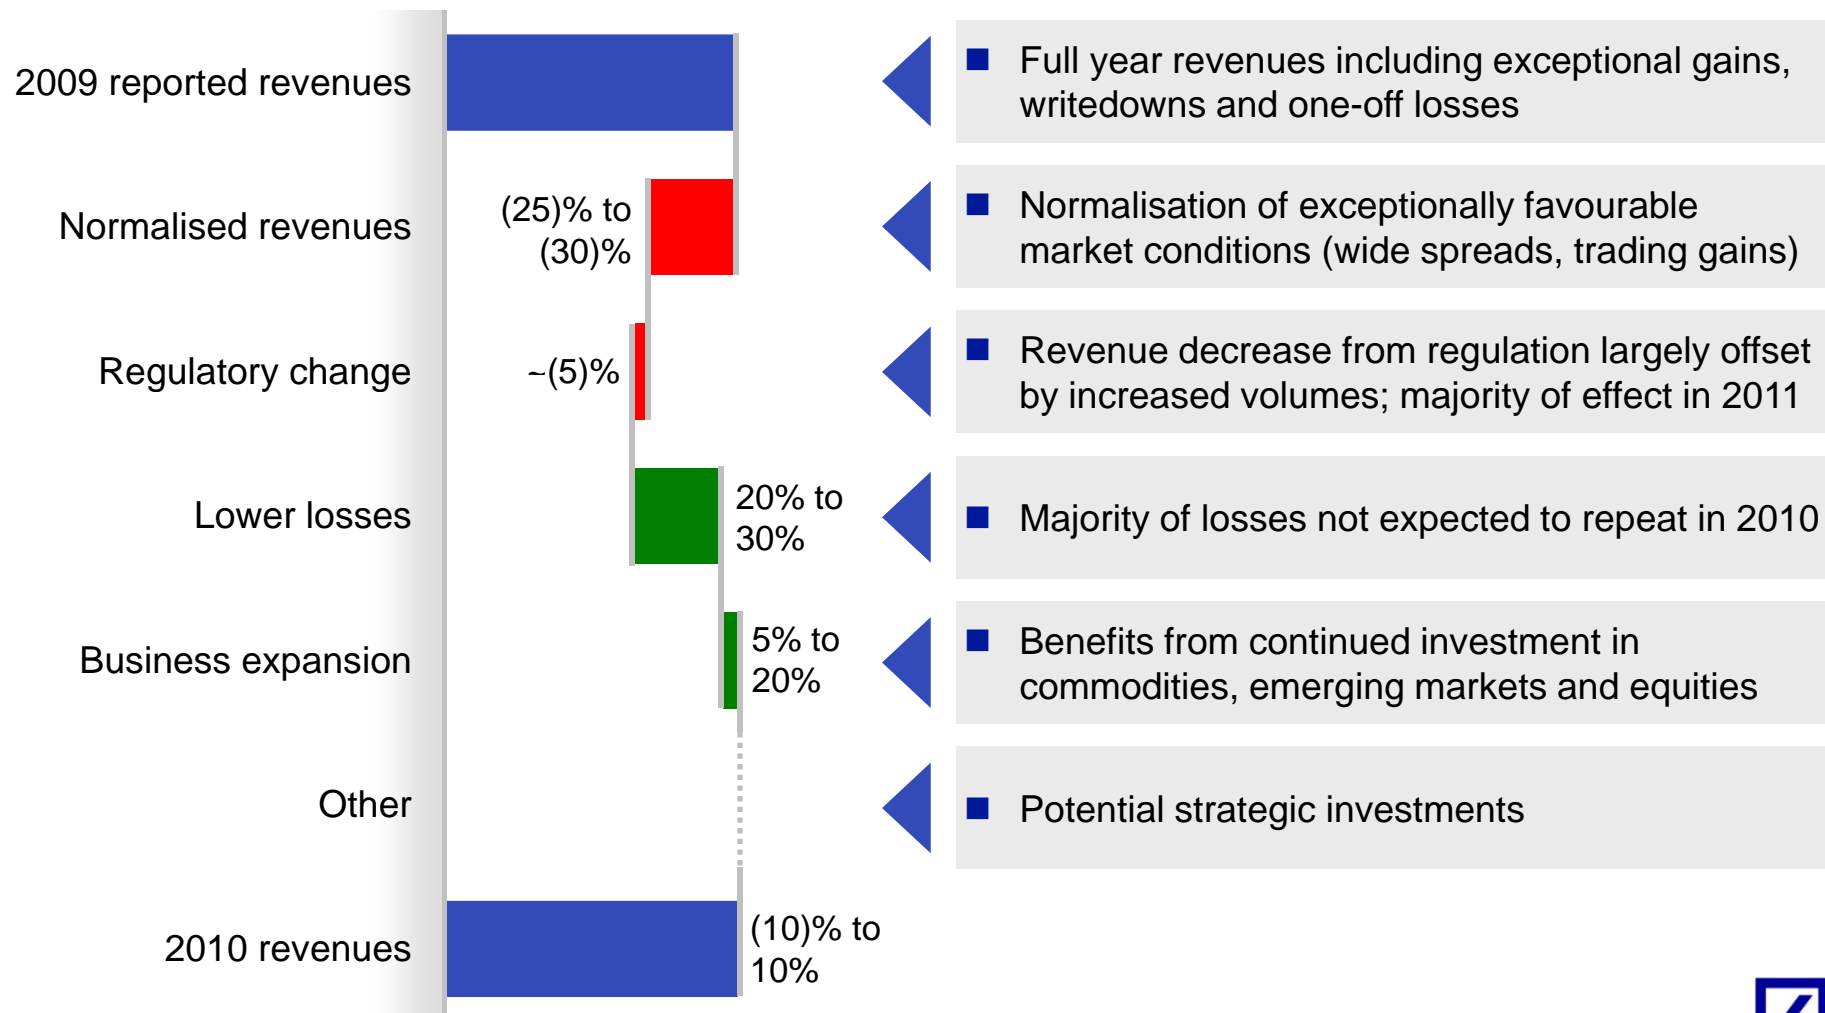 2009 reported revenues
Full year revenues including exceptional gains,
writedowns and one-off losses
Normalised revenues
(25)% to
(30)%
Normalisation of exceptionally favourable
market conditions (wide spreads, trading gains)
Regulatory change
~(5)%
Revenue decrease from regulation largely offset
by increased volumes; majority of effect in 2011
Lower losses
20% to
30%
Majority of losses not expected to repeat in 2010
Business expansion
5% to
20%
Benefits from continued investment in
commodities, emerging markets and equities
Other
Potential strategic investments
2010 revenues
(10)% to
10%